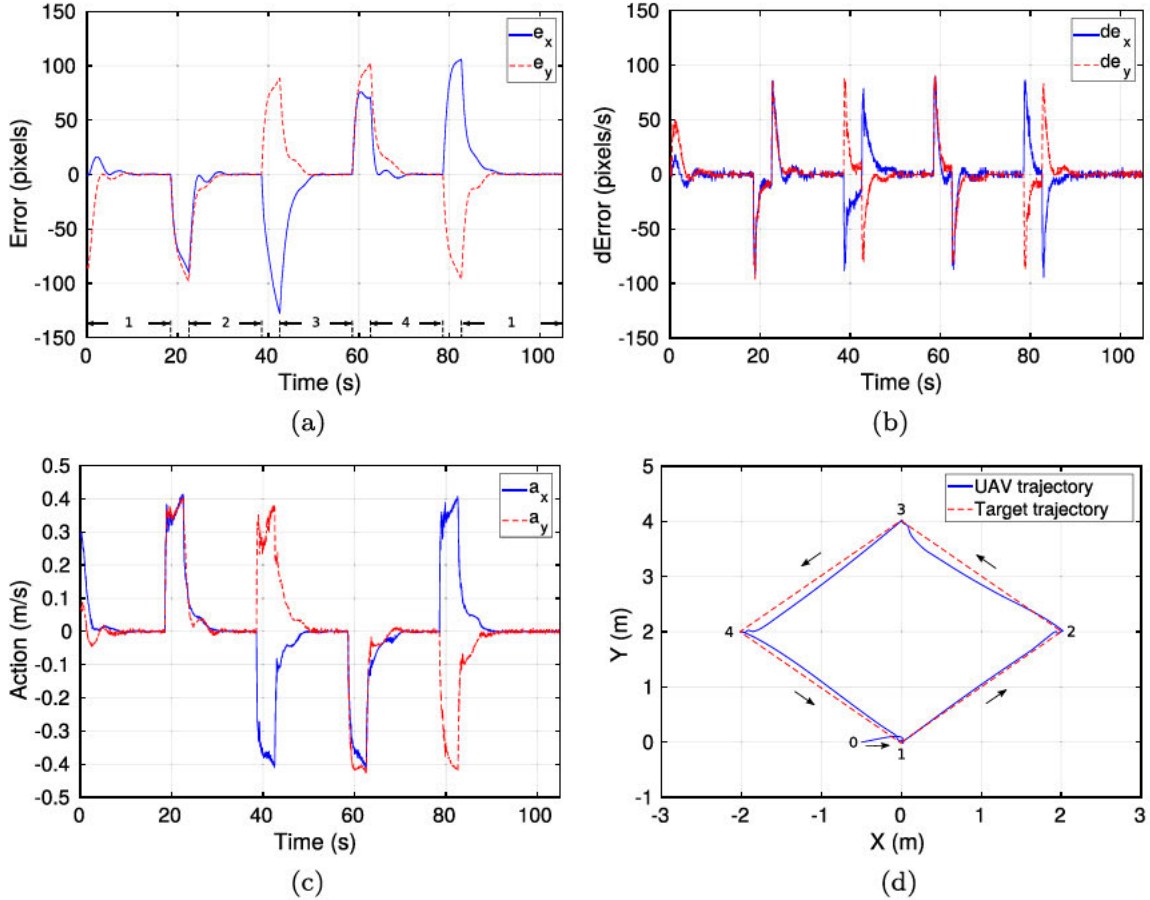 150
100
50
0
-50
-100
-150
Error (pixels)
e_x
e_y
1 2 3 4 1
0 20 40 60 80 100
Time (s)
(a)
150
100
50
0
-50
-100
-150
dError (pixels/s)
de_x
de_y
0 20 40 60 80 100
Time (s)
(b)
0.5
0.4
0.3
0.2
0.1
0
-0.1
-0.2
-0.3
-0.4
-0.5
Action (m/s)
a_x
a_y
0 20 40 60 80 100
Time (s)
(c)
5
4
3
2
1
0
-1
Y (m)
UAV trajectory
Target trajectory
3
4
2
0
1
-3 -2 -1 0 1 2 3
X (m)
(d)